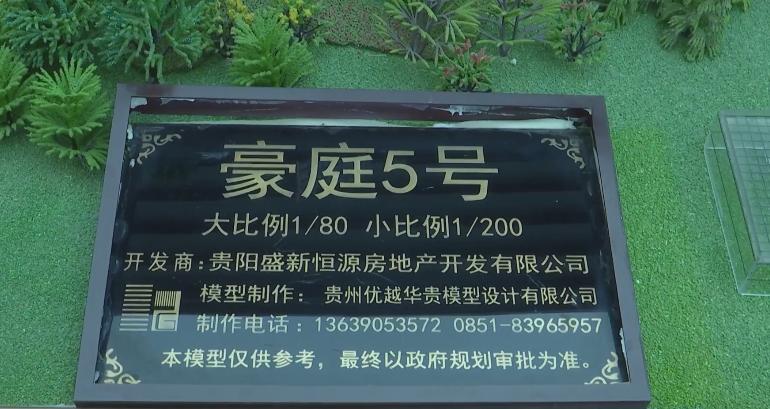 豪庭5号
大比例1/80 小比例1/200
开发商:贵阳盛新恒源房地产开发有限公司
模型制作: 贵州优越华贵模型设计有限公司
制作电话:13639053572 0851-83965957
本模型仅供参考，最终以政府规划审批为准。